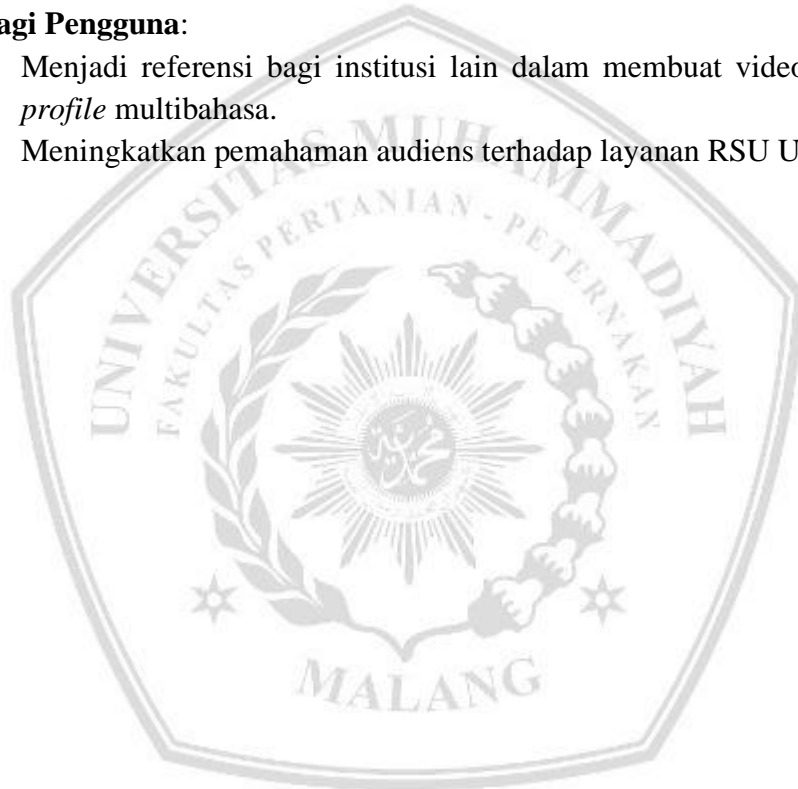 agi Pengguna:
Menjadi referensi bagi institusi lain dalam membuat video
profile multibahasa.
Meningkatkan pemahaman audiens terhadap layanan RSU U
UNIVERSITAS MUHAMMADIYAH
FAKULTAS PERTANIAN - PETERNAKAN
MALANG